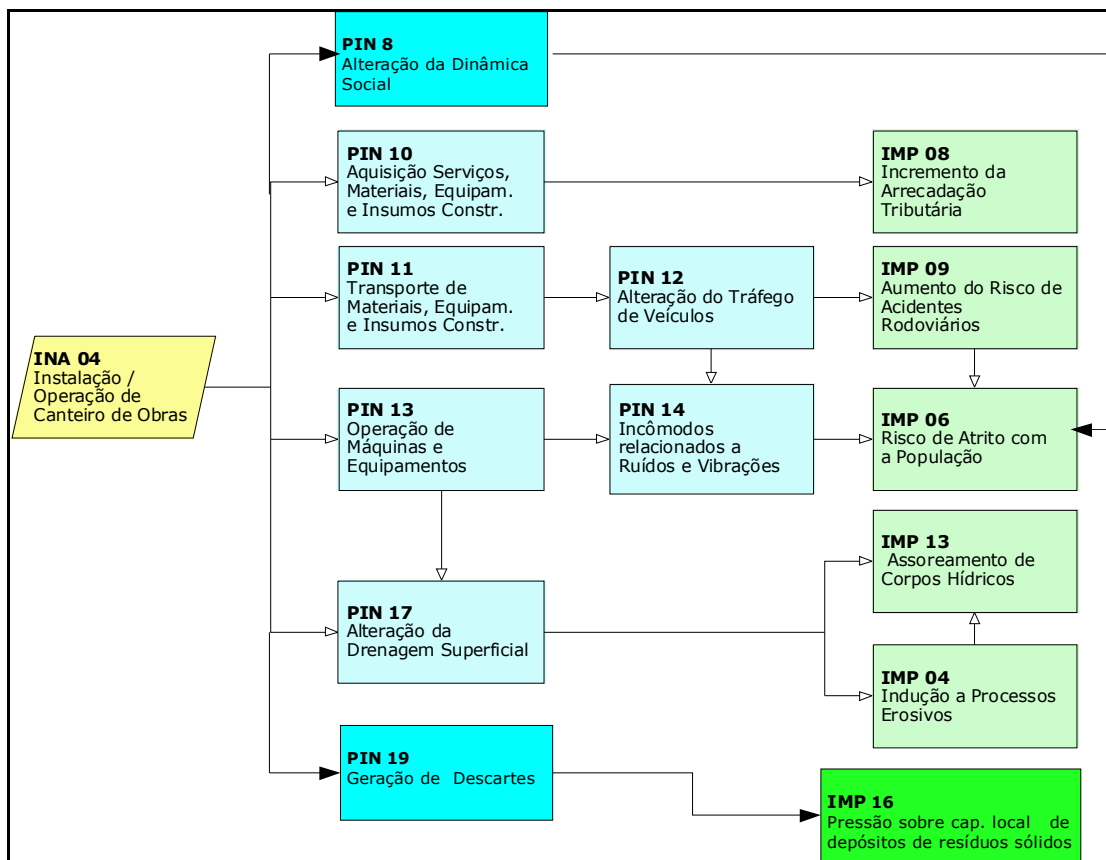 PIN 8
Alteração da Dinâmica
Social
PIN 10
Aquisição Serviços,
Materiais, Equipam.
e Insumos Constr.
IMP 08
Incremento da
Arrecadação
Tributária
PIN 11
Transporte de
Materiais, Equipam.
e Insumos Constr.
PIN 12
Alteração do Tráfego
de Veículos
IMP 09
Aumento do Risco de
Acidentes
Rodoviários
INA 04
Instalação /
Operação de
Canteiro de Obras
PIN 13
Operação de
Máquinas e
Equipamentos
PIN 14
Incômodos
relacionados a
Ruídos e Vibrações
IMP 06
Risco de Atrito com
a População
IMP 13
Assoreamento de
Corpos Hídricos
PIN 17
Alteração da
Drenagem Superficial
IMP 04
Indução a Processos
Erosivos
PIN 19
Geração de Descartes
IMP 16
Pressão sobre cap. local de
depósitos de resíduos sólidos